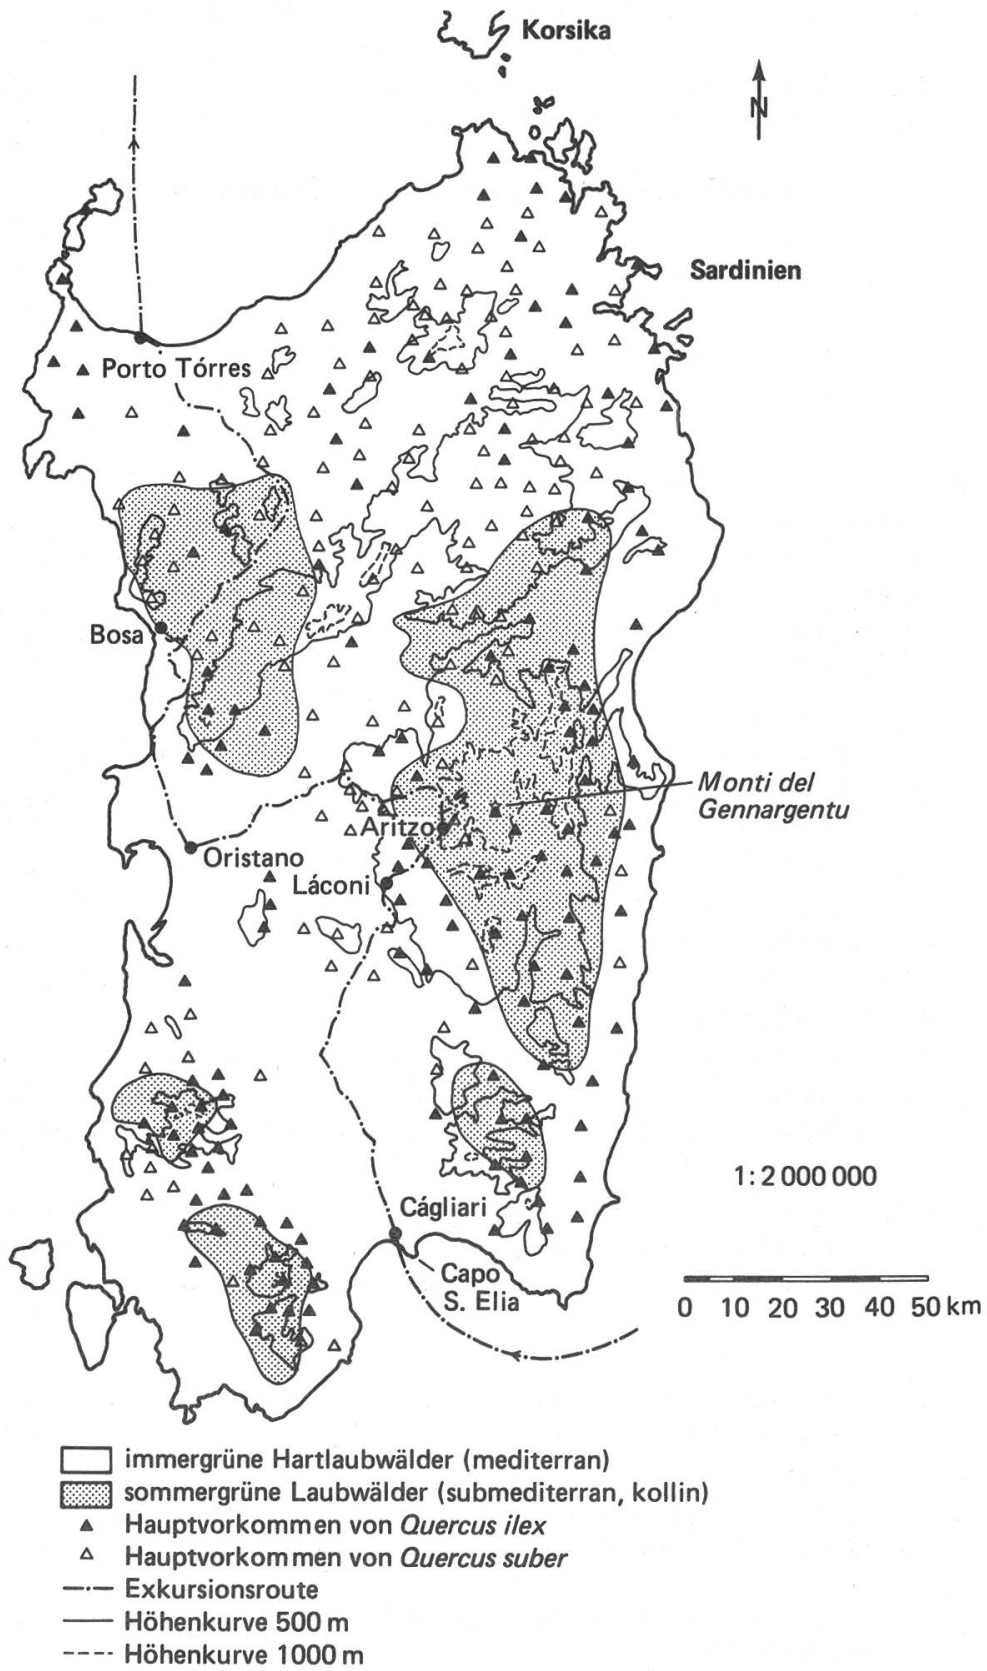 Korsika
N
Sardinien
Porto Tórres
Bosa
Monti del
Gennargentu
Aritzo
Oristano
Láconi
1:2 000 000
Cágliari
Capo
S. Elia
0 10 20 30 40 50 km
immergrüne Hartlaubwälder (mediterran)
sommergrüne Laubwälder (submediterran, kollin)
Hauptvorkommen von Quercus ilex
Hauptvorkommen von Quercus suber
Exkursionsroute
Höhenkurve 500 m
Höhenkurve 1000 m